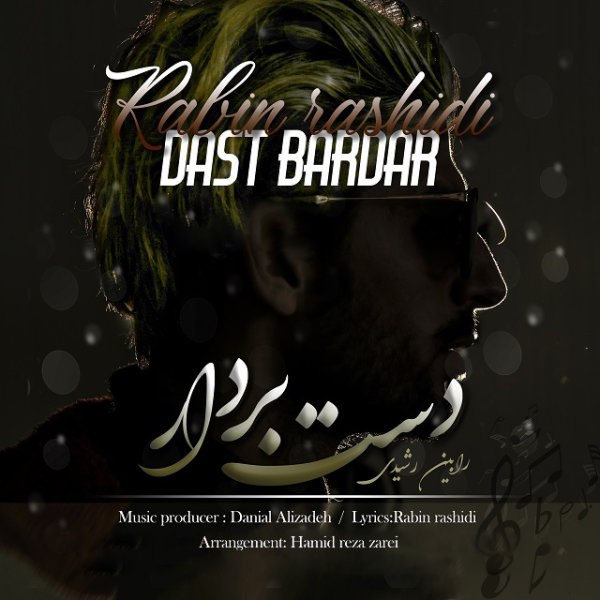 Rabin rashidi
DAST BARDAR
دست بردار
رابین رشیدی
Music producer : Danial Alizadeh / Lyrics:Rabin rashidi
Arrangement: Hamid reza zarei